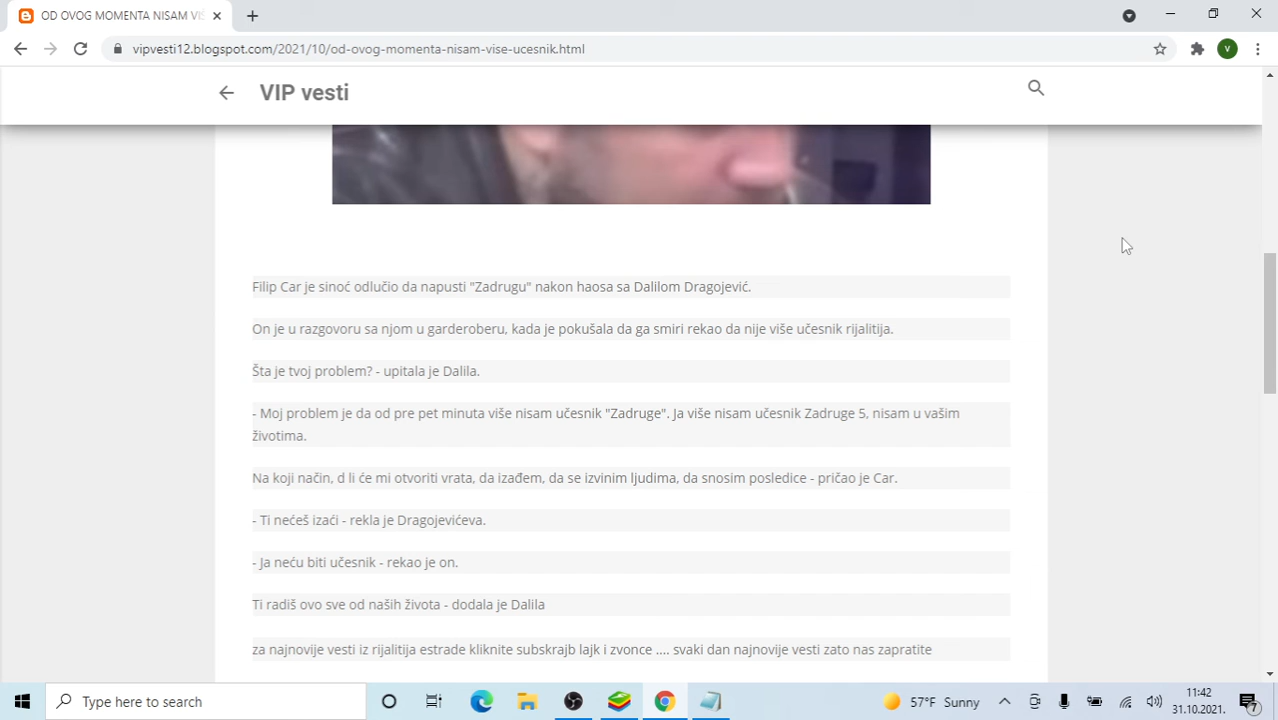 OD OVOG MOMENTA NISAM VIS
vipvesti12.blogspot.com/2021/10/od-ovog-momenta-nisam-vise-ucesnik.html
V
VIP vesti
Filip Car je sinoć odlučio da napusti "Zadrugu" nakon haosa sa Dalilom Dragojević.
On je u razgovoru sa njom u garderoberu, kada je pokušala da ga smiri rekao da nije više učesnik rijalitija.
Šta je tvoj problem? - upitala je Dalila.
- Moj problem je da od pre pet minuta više nisam učesnik "Zadruge". Ja više nisam učesnik Zadruge 5, nisam u vašim
životima.
Na koji način, d li će mi otvoriti vrata, da izađem, da se izvinim ljudima, da snosim posledice - pričao je Car.
- Ti nećeš izaći - rekla je Dragojevićeva.
- Ja neću biti učesnik - rekao je on.
Ti radiš ovo sve od naših života - dodala je Dalila
za najnovije vesti iz rijalitija estrade kliknite subskrajb lajk i zvonce .... svaki dan najnovije vesti zato nas zapratite
Type here to search
57°F Sunny
11:42
31.10.2021.
7